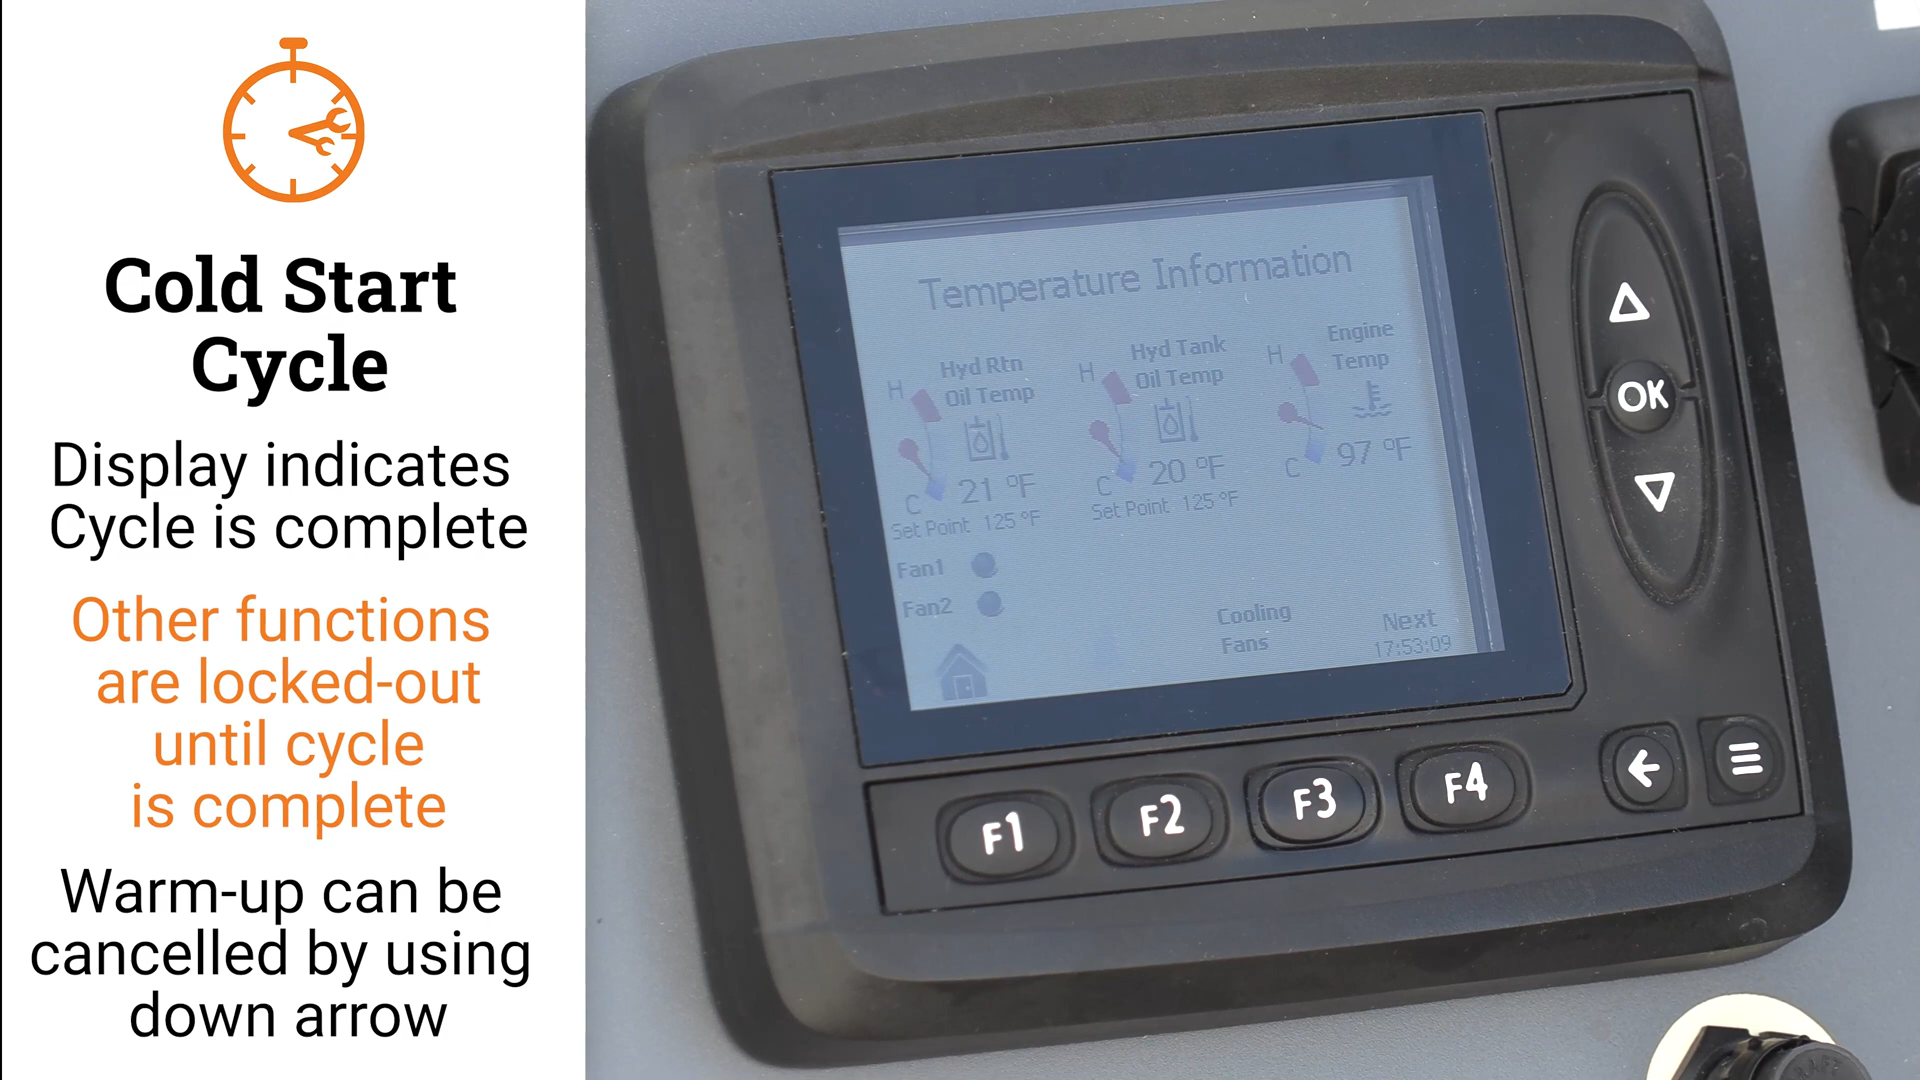 Cold Start
Cycle
Display indicates
Cycle is complete
Other functions
are locked-out
until cycle
is complete
Warm-up can be
cancelled by using
down arrow
Temperature Information
Hyd Rtn
Oil Temp
H
C
21 °F
Set Point 125 °F
Hyd Tank
Oil Temp
H
C
20 °F
Set Point 125 °F
Engine
Temp
H
C
97 °F
Fan1
Fan2
Cooling
Fans
Next
17:53:09
OK
F1
F2
F3
F4